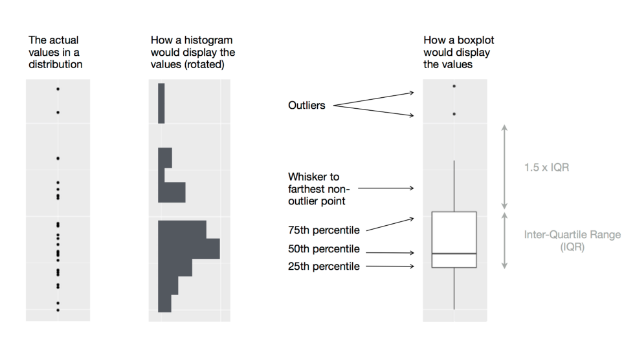 The actual
values in a
distribution
How a histogram
would display the
values (rotated)
How a boxplot
would display
the values
Outliers
1.5 x IQR
Whisker to
farthest non-
outlier point
75th percentile
50th percentile
25th percentile
Inter-Quartile Range
(IQR)